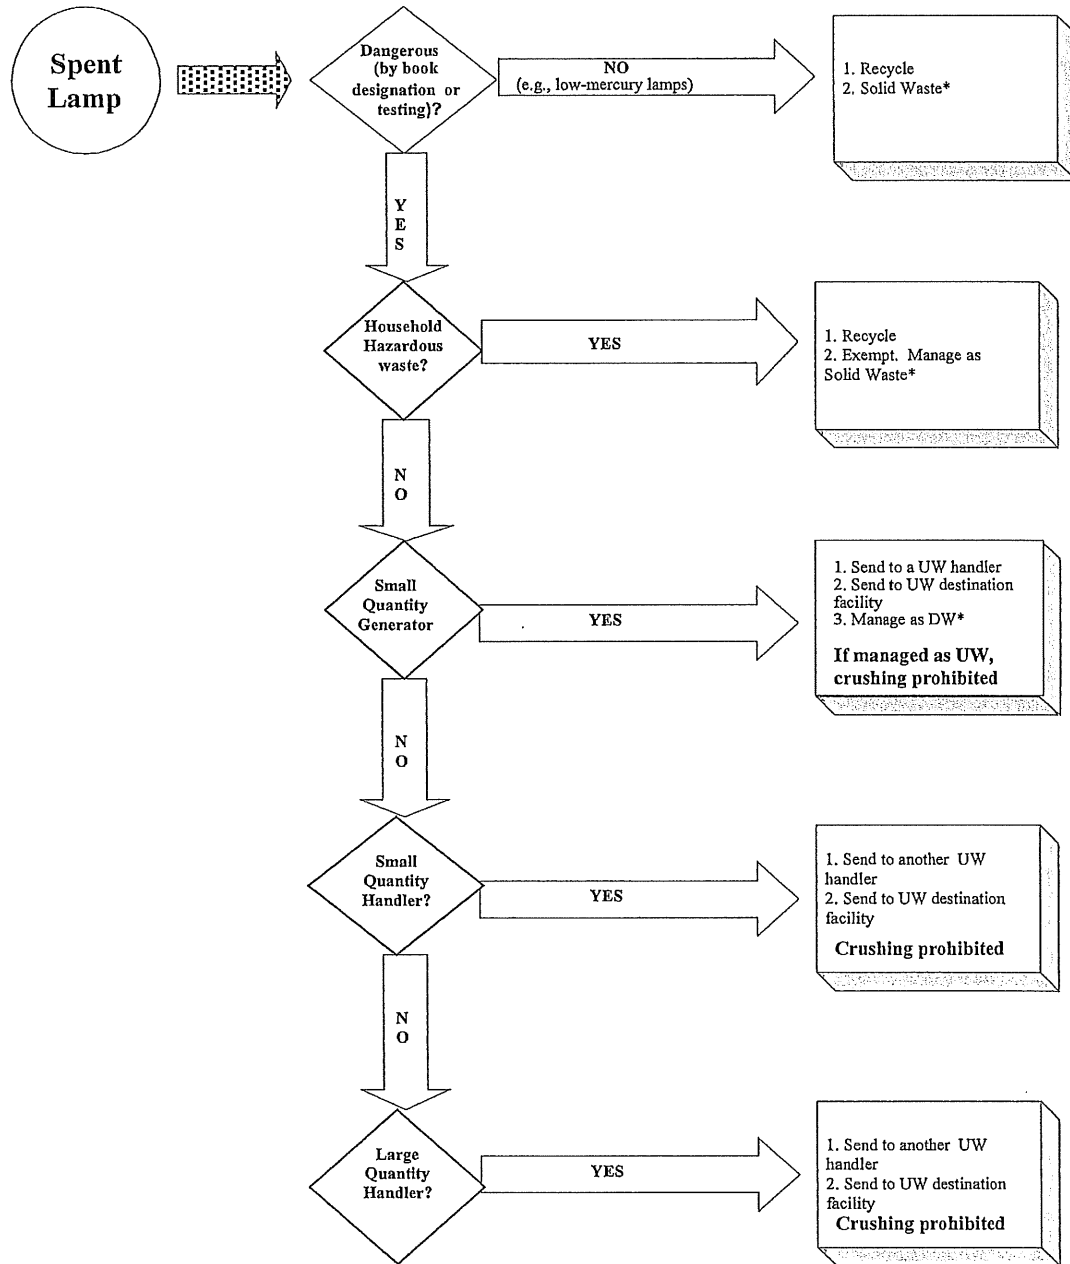 Spent
Lamp
Dangerous
(by book
designation or
testing)?
NO
(e.g., low-mercury lamps)
1. Recycle
2. Solid Waste*
Y
E
S
Household
Hazardous
waste?
YES
1. Recycle
2. Exempt. Manage as
Solid Waste*
N
O
Small
Quantity
Generator
YES
1. Send to a UW handler
2. Send to UW destination
facility
3. Manage as DW*
If managed as UW,
crushing prohibited
N
O
Small
Quantity
Handler?
YES
1. Send to another UW
handler
2. Send to UW destination
facility
Crushing prohibited
N
O
Large
Quantity
Handler?
YES
1. Send to another UW
handler
2. Send to UW destination
facility
Crushing prohibited